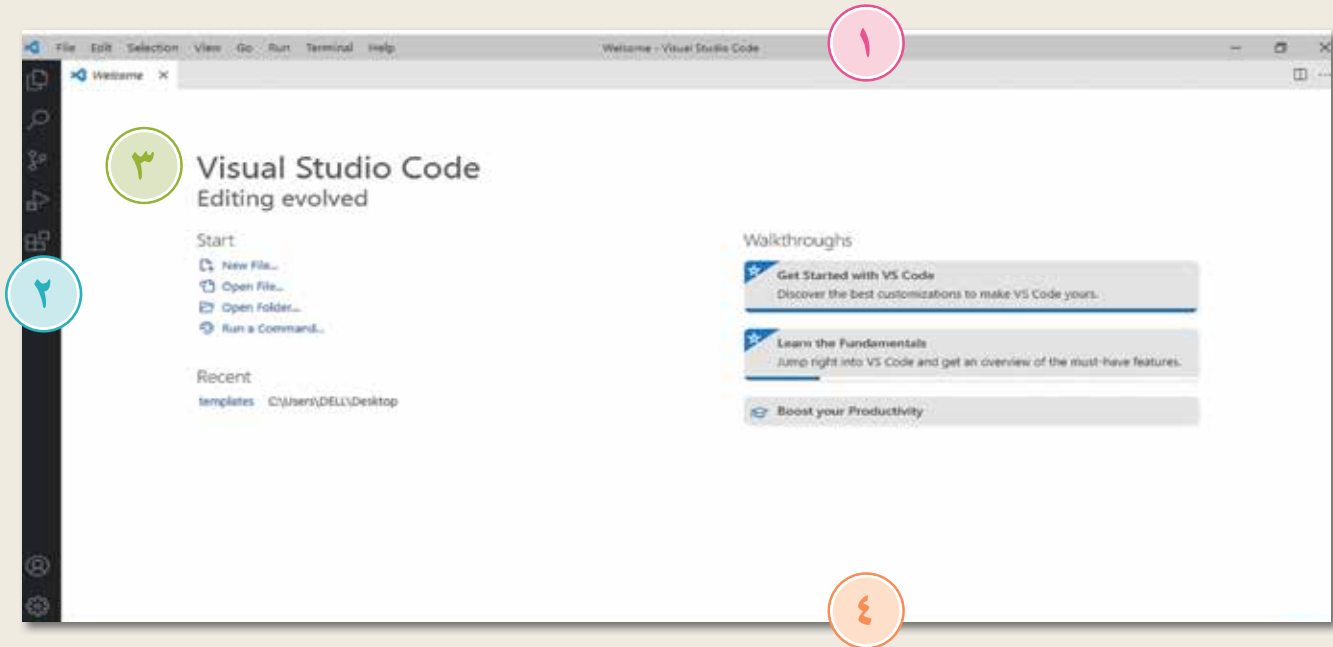 File Edit Selection View Go Run Terminal Help Welcome - Visual Studio Code
١
Welcome
٣
Visual Studio Code
Editing evolved
Start
New File...
Open File...
Open Folder...
Run a Command...
٢
Recent
templates C:\Users\DELL\Desktop
Walkthroughs
Get Started with VS Code
Discover the best customizations to make VS Code yours.
Learn the Fundamentals
Jump right into VS Code and get an overview of the must-have features.
Boost your Productivity
٤